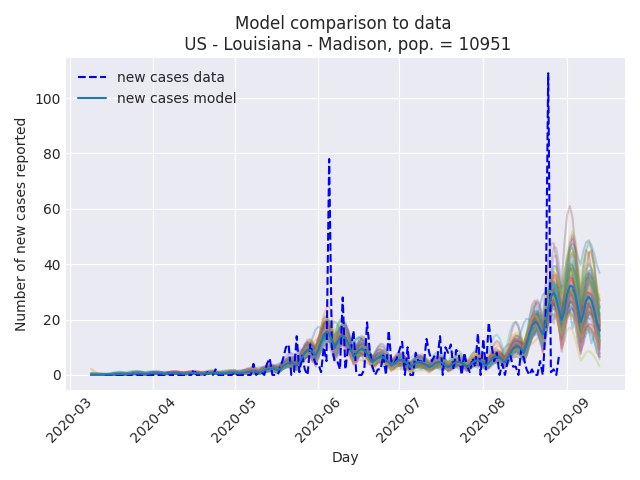 Model comparison to data
US - Louisiana - Madison, pop. = 10951
new cases data
new cases model
Number of new cases reported
100
80
60
40
20
0
2020-03
2020-04
2020-05
2020-06
2020-07
2020-08
2020-09
Day